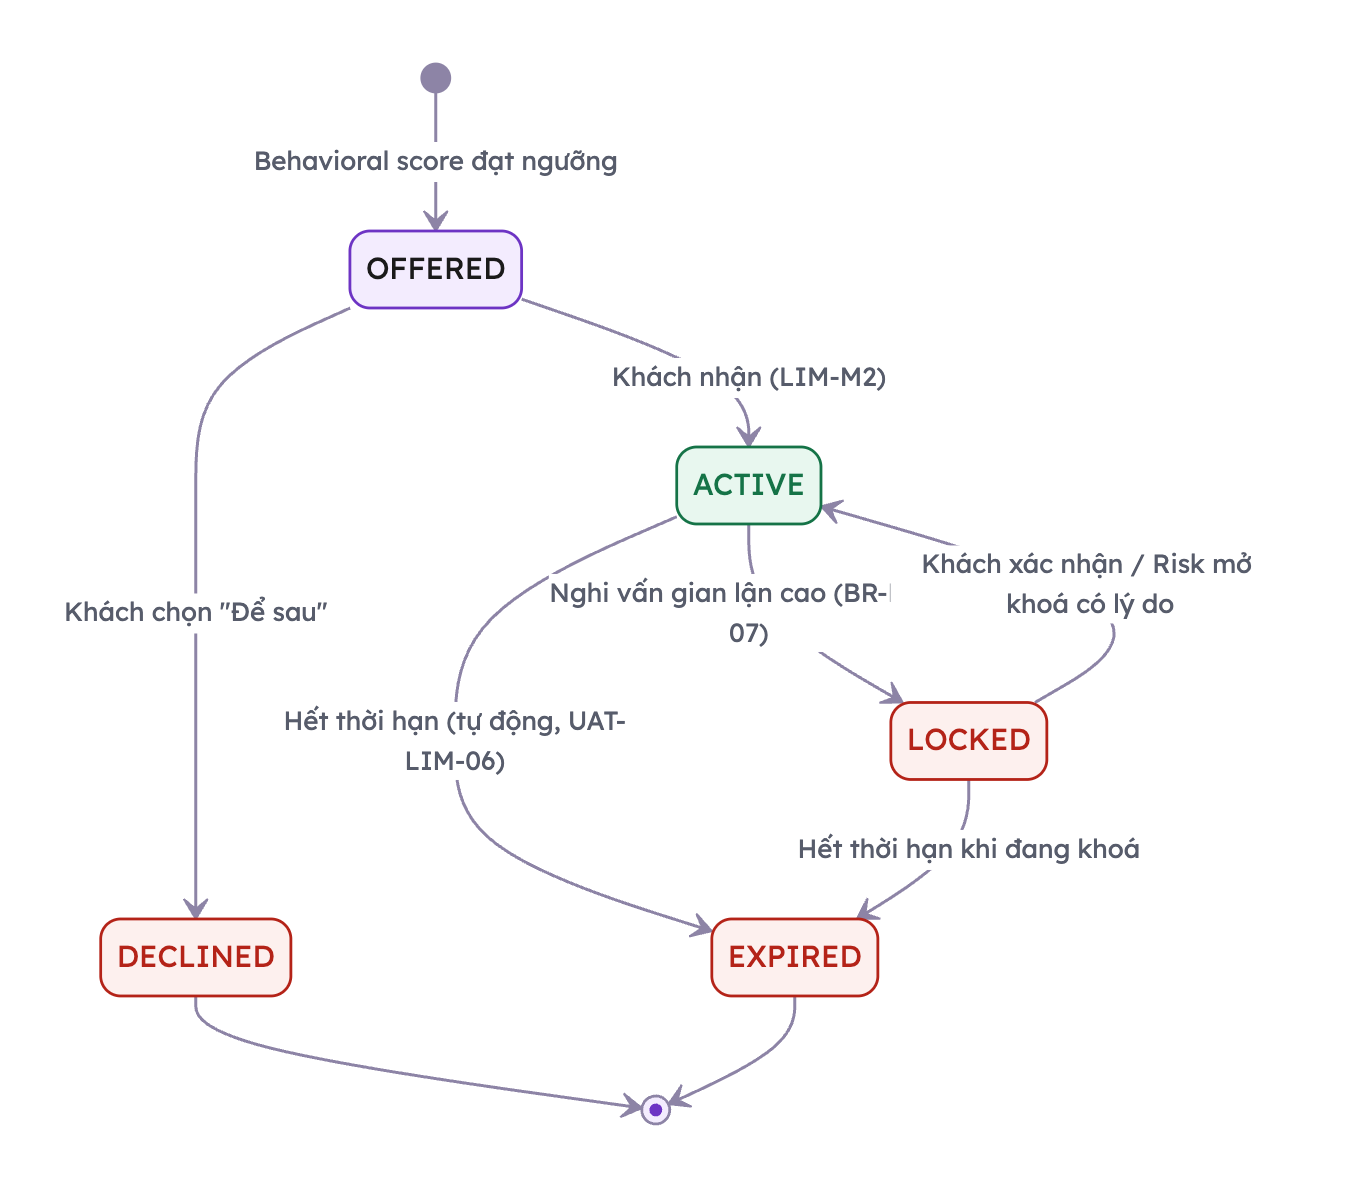 Behavioral score đạt ngưỡng
OFFERED
Khách nhận (LIM-M2)
ACTIVE
Khách xác nhận / Risk mở
khoá có lý do
Nghi vấn gian lận cao (BR-
07)
Khách chọn "Để sau"
Hết thời hạn (tự động, UAT-
LIM-06)
LOCKED
Hết thời hạn khi đang khoá
DECLINED
EXPIRED